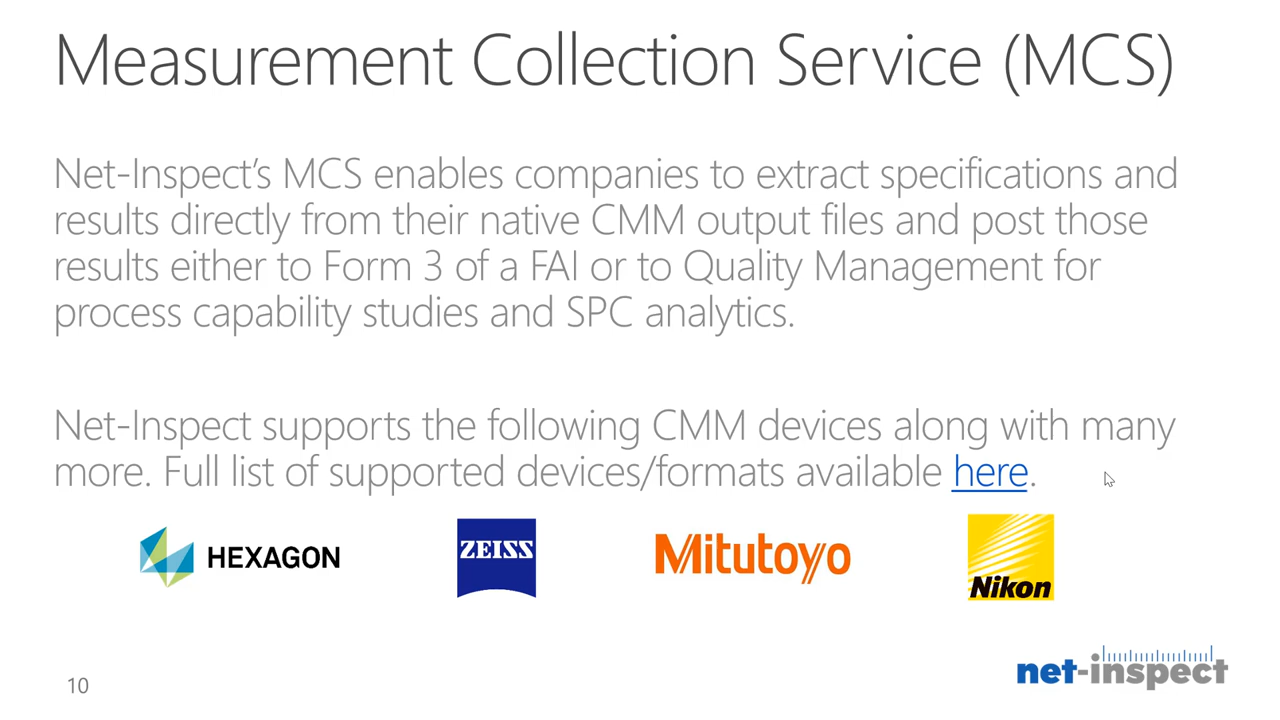 Measurement Collection Service (MCS)
Net-Inspect’s MCS enables companies to extract specifications and
results directly from their native CMM output files and post those
results either to Form 3 of a FAI or to Quality Management for
process capability studies and SPC analytics.
Net-Inspect supports the following CMM devices along with many
more. Full list of supported devices/formats available here.
HEXAGON
ZEISS
Mitutoyo
Nikon
10
net-inspect